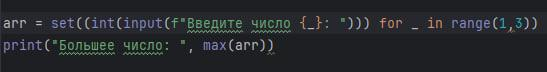 arr = set((int(input(f"Введите число {_}: "))) for _ in range(1,3))
print("Большее число: ", max(arr))